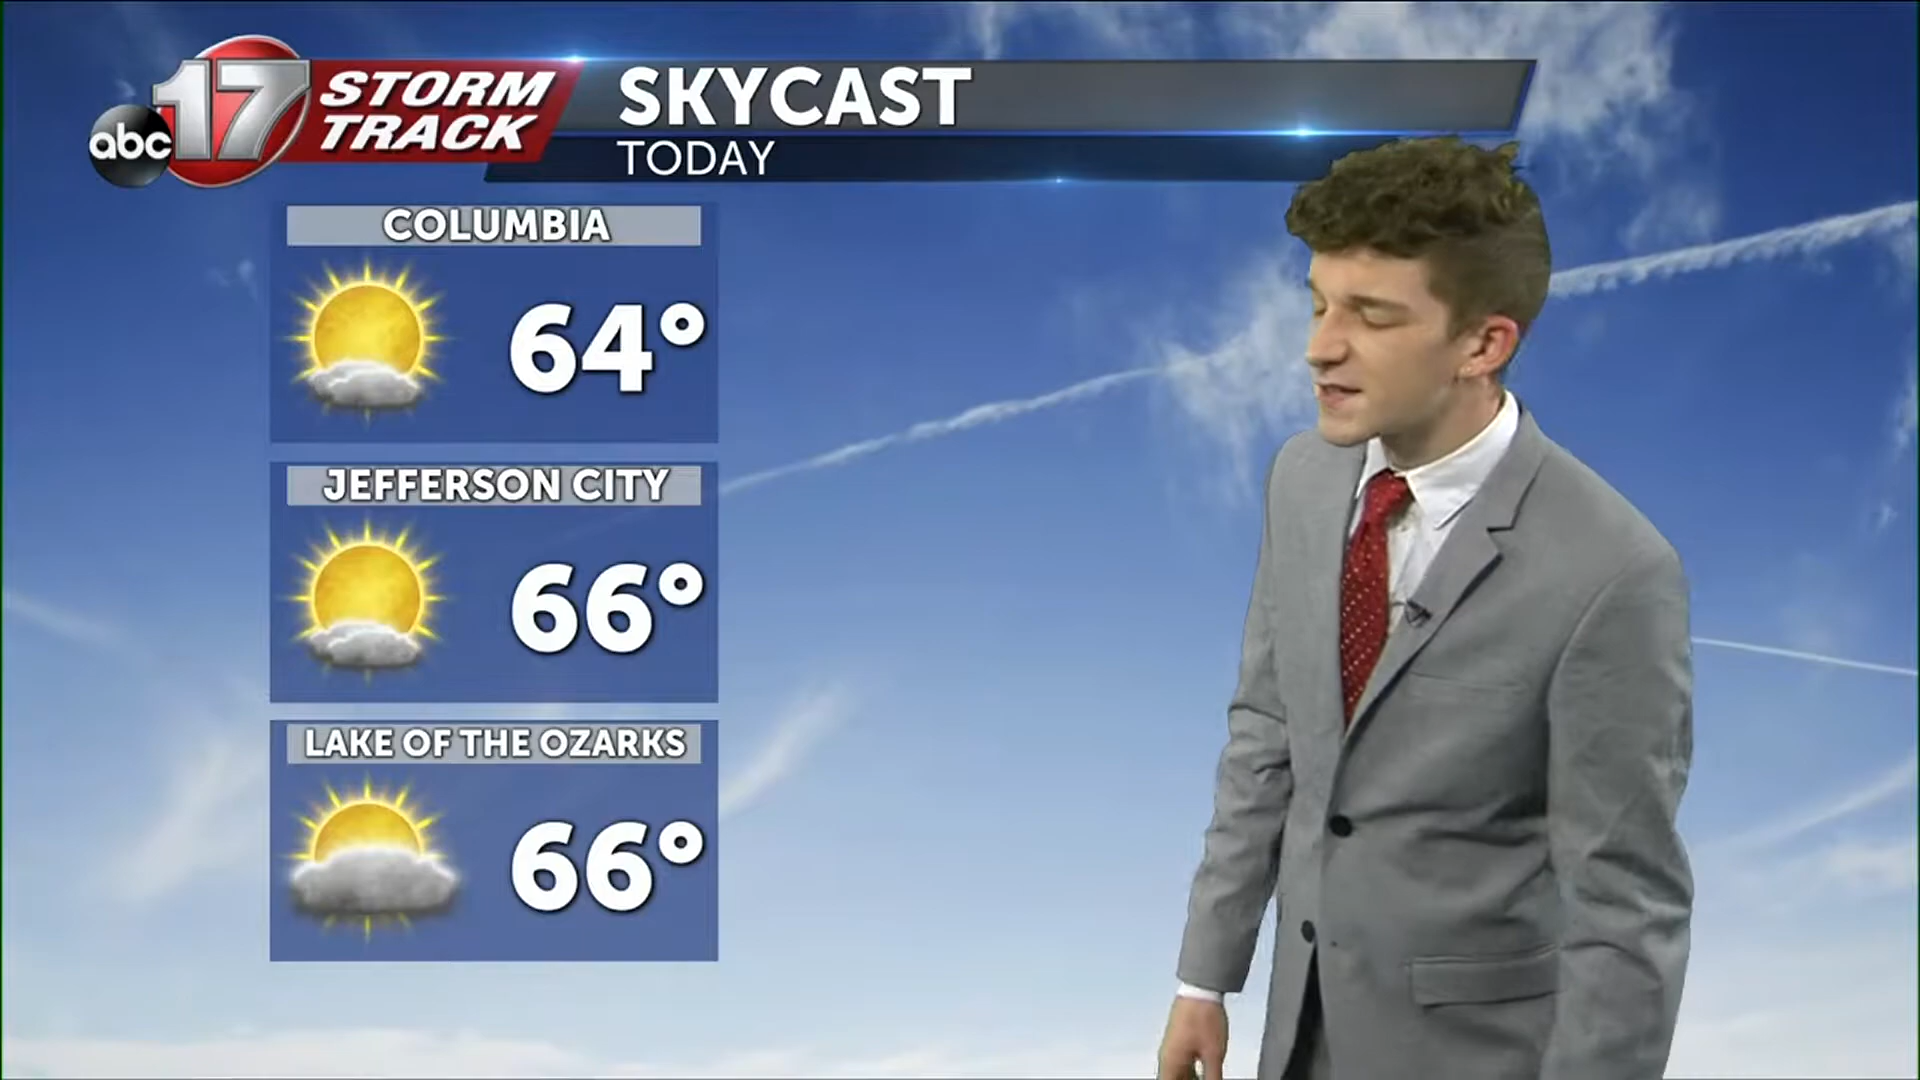 abc 17 STORM TRACK
SKYCAST
TODAY
COLUMBIA
64°
JEFFERSON CITY
66°
LAKE OF THE OZARKS
66°